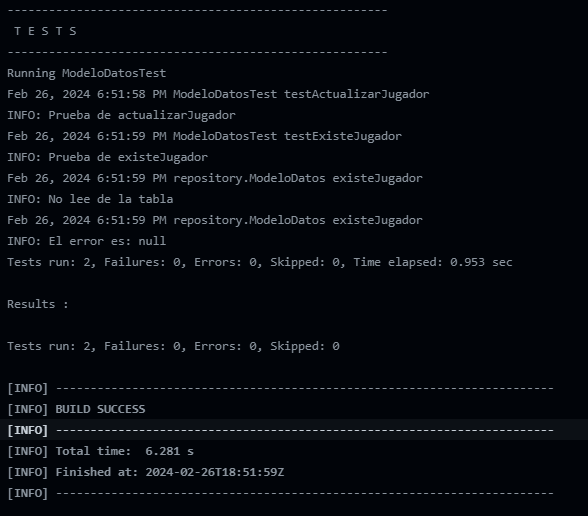 -------------------------------------------------------
T E S T S
-------------------------------------------------------
Running ModeloDatosTest
Feb 26, 2024 6:51:58 PM ModeloDatosTest testActualizarJugador
INFO: Prueba de actualizarJugador
Feb 26, 2024 6:51:59 PM ModeloDatosTest testExisteJugador
INFO: Prueba de existeJugador
Feb 26, 2024 6:51:59 PM repository.ModeloDatos existeJugador
INFO: No lee de la tabla
Feb 26, 2024 6:51:59 PM repository.ModeloDatos existeJugador
INFO: El error es: null
Tests run: 2, Failures: 0, Errors: 0, Skipped: 0, Time elapsed: 0.953 sec
Results :
Tests run: 2, Failures: 0, Errors: 0, Skipped: 0
[INFO] ------------------------------------------------------------------------
[INFO] BUILD SUCCESS
[INFO] ------------------------------------------------------------------------
[INFO] Total time:  6.281 s
[INFO] Finished at: 2024-02-26T18:51:59Z
[INFO] ------------------------------------------------------------------------